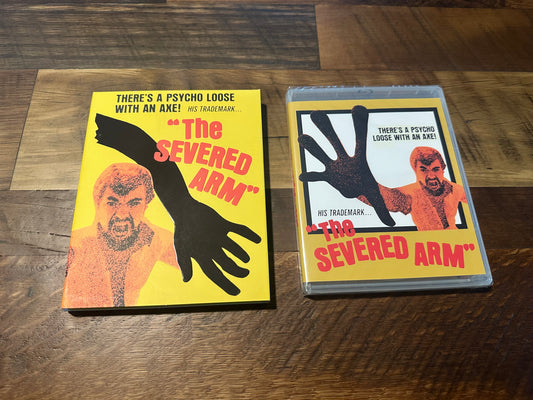 THERE'S A PSYCHO LOOSE
WITH AN AXE! HIS TRADEMARK...
"The
SEVERED
ARM"
THERE'S A PSYCHO
LOOSE WITH AN AXE!
HIS TRADEMARK...
"The
SEVERED ARM"